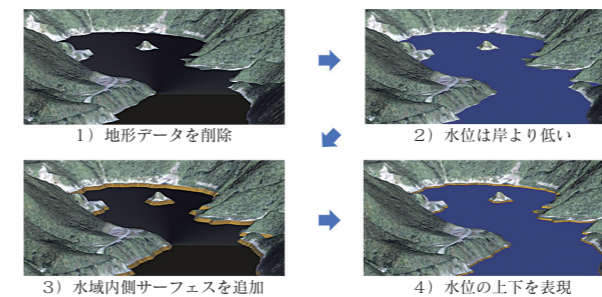 1）地形データを削除
2）水位は岸より低い
3）水域内側サーフェスを追加
4）水位の上下を表現